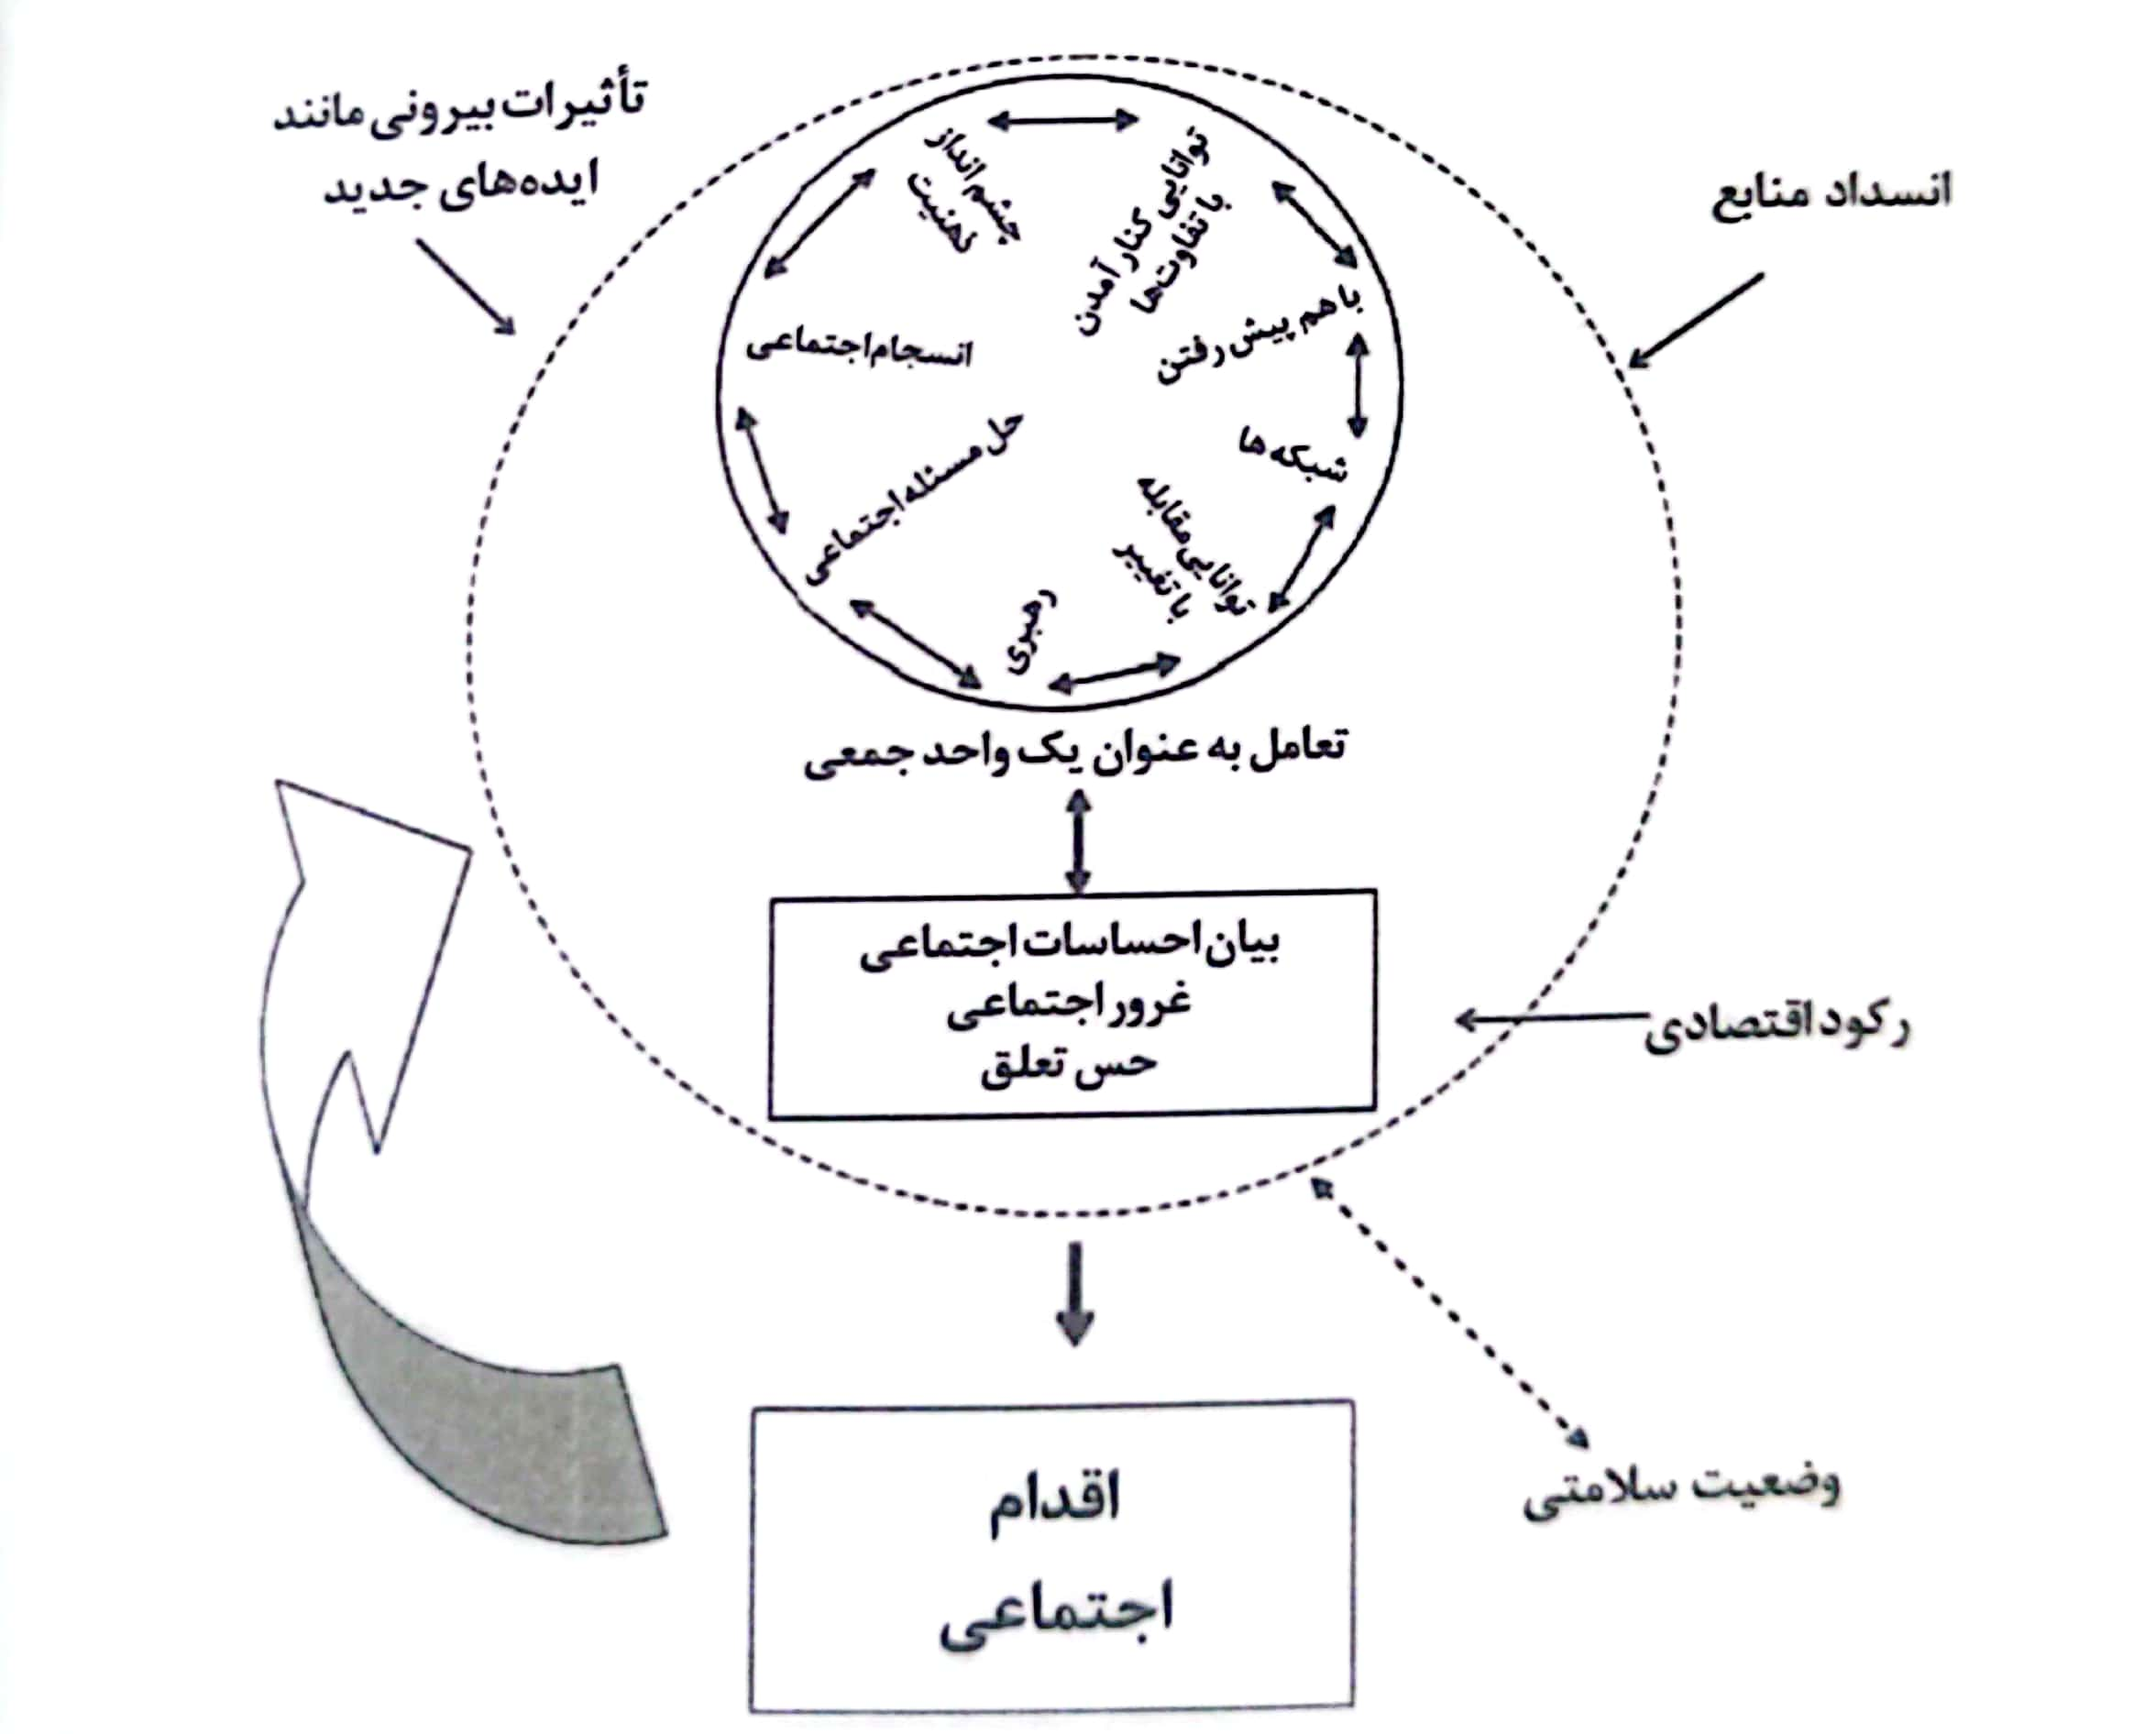 تأثیرات بیرونی مانند
ایده‌های جدید
انسداد منابع
چشم انداز
ذهنیت
توانایی کنار آمدن
با تفاوت‌ها
با هم پیش رفتن
شبکه ها
توانایی مقابله
با تغییر
رهبری
حل مسئله اجتماعی
انسجام اجتماعی
تعامل به عنوان یک واحد جمعی
بیان احساسات اجتماعی
غرور اجتماعی
حس تعلق
رکود اقتصادی
وضعیت سلامتی
اقدام
اجتماعی